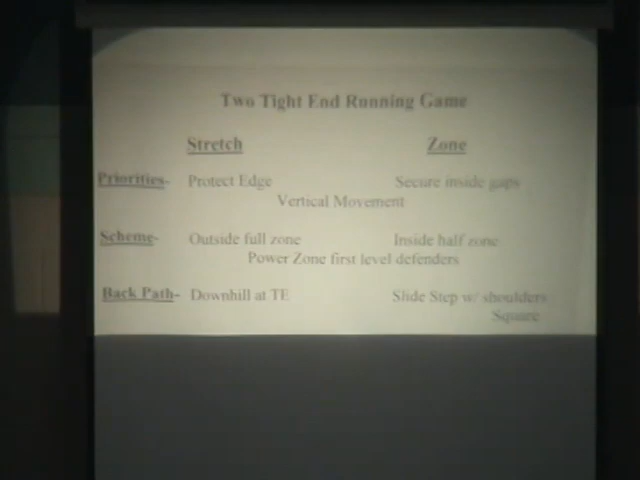 Two Tight End Running Game
Stretch Zone
Priorities- Protect Edge Secure inside gaps
Vertical Movement
Scheme- Outside full zone Inside half zone
Power Zone first level defenders
Back Path- Downhill at TE Slide Step w/ shoulders
Square